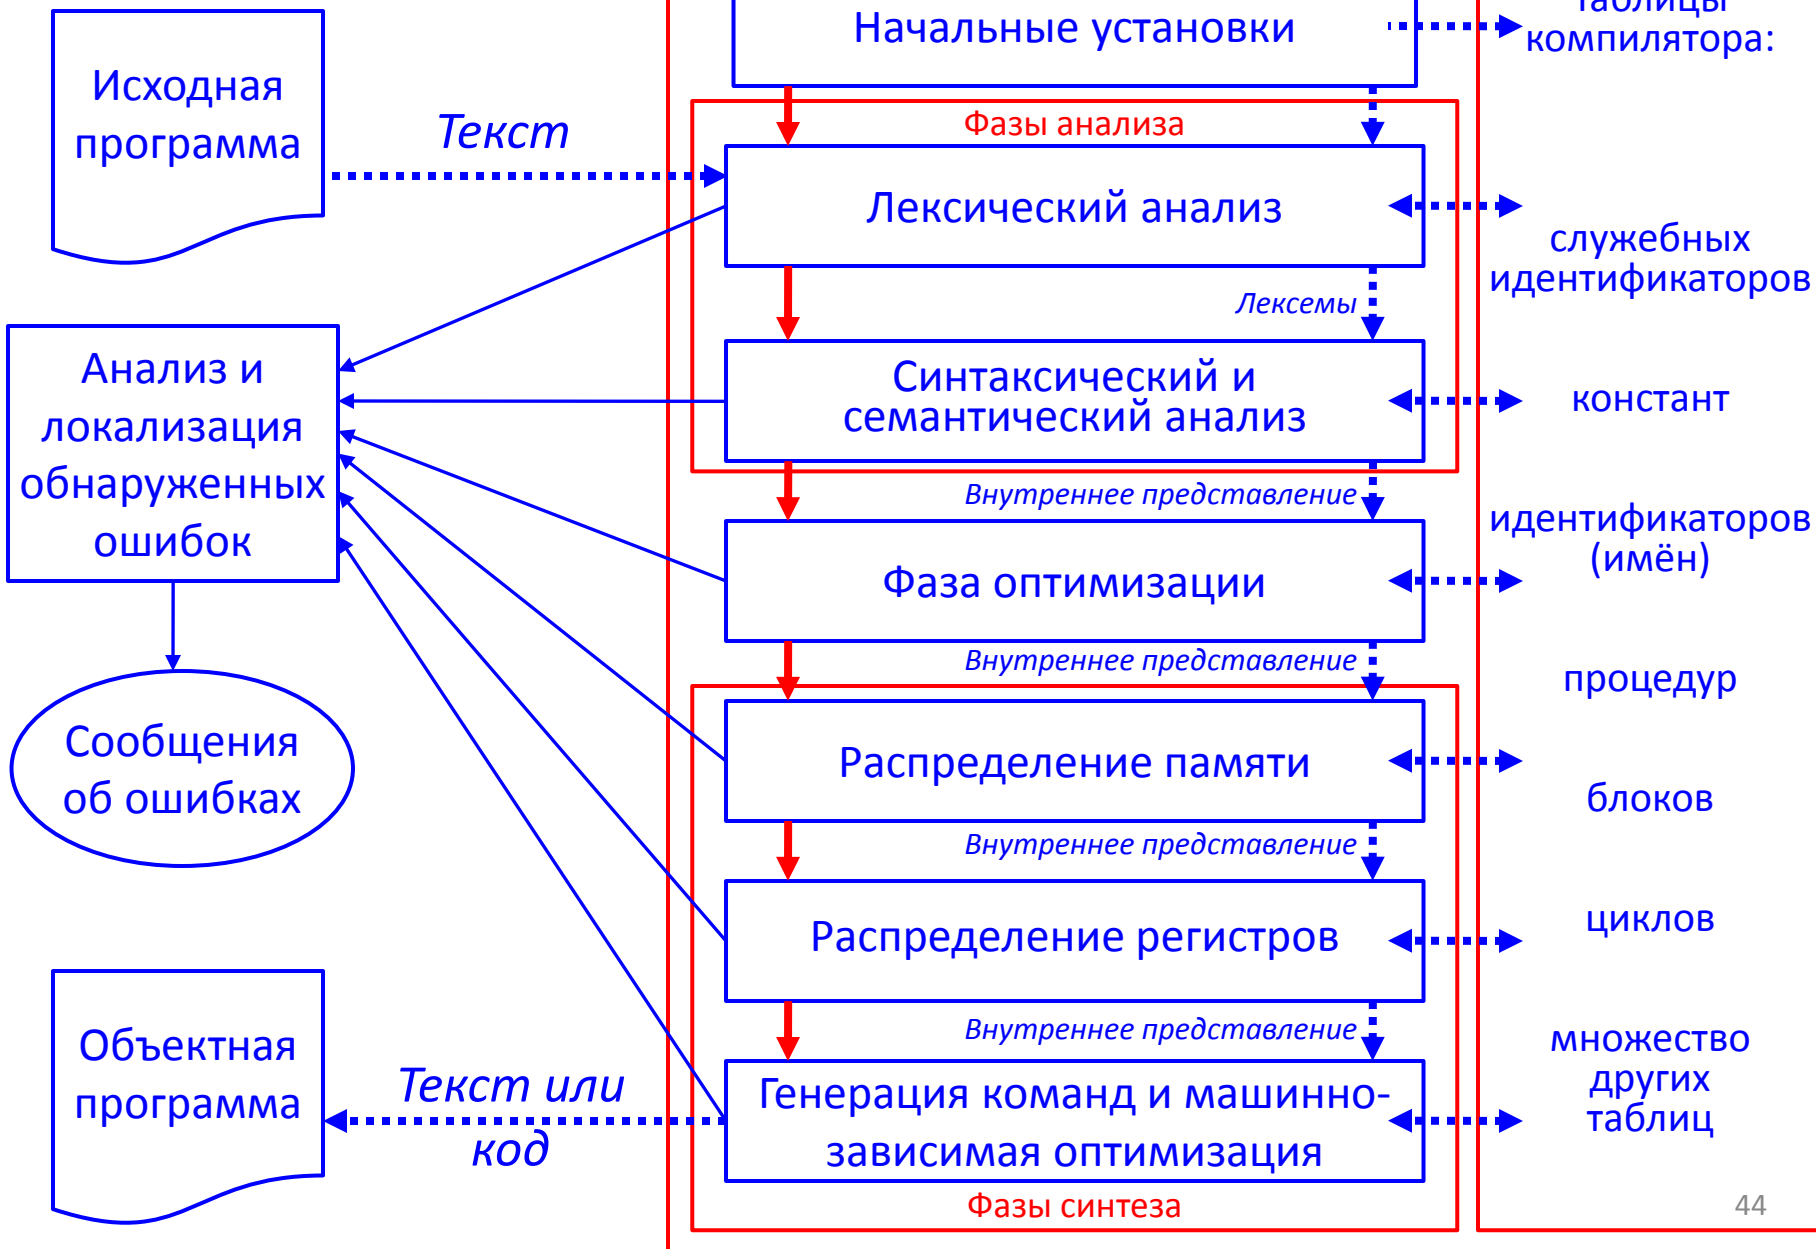 Исходная
программа
Текст
Анализ и
локализация
обнаруженных
ошибок
Сообщения
об ошибках
Объектная
программа
Текст или
код
Начальные установки
Фазы анализа
Лексический анализ
Лексемы
Синтаксический и
семантический анализ
Внутреннее представление
Фаза оптимизации
Внутреннее представление
Распределение памяти
Внутреннее представление
Распределение регистров
Внутреннее представление
Генерация команд и машинно-
зависимая оптимизация
Фазы синтеза
таблицы
компилятора:
служебных
идентификаторов
констант
идентификаторов
(имён)
процедур
блоков
циклов
множество
других
таблиц
44